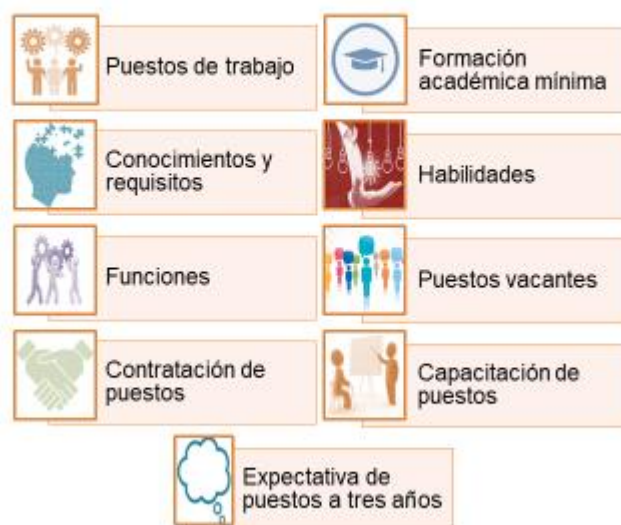 Puestos de trabajo
Formación
académica mínima
Conocimientos y
requisitos
Habilidades
Funciones
Puestos vacantes
Contratación de
puestos
Capacitación de
puestos
Expectativa de
puestos a tres años